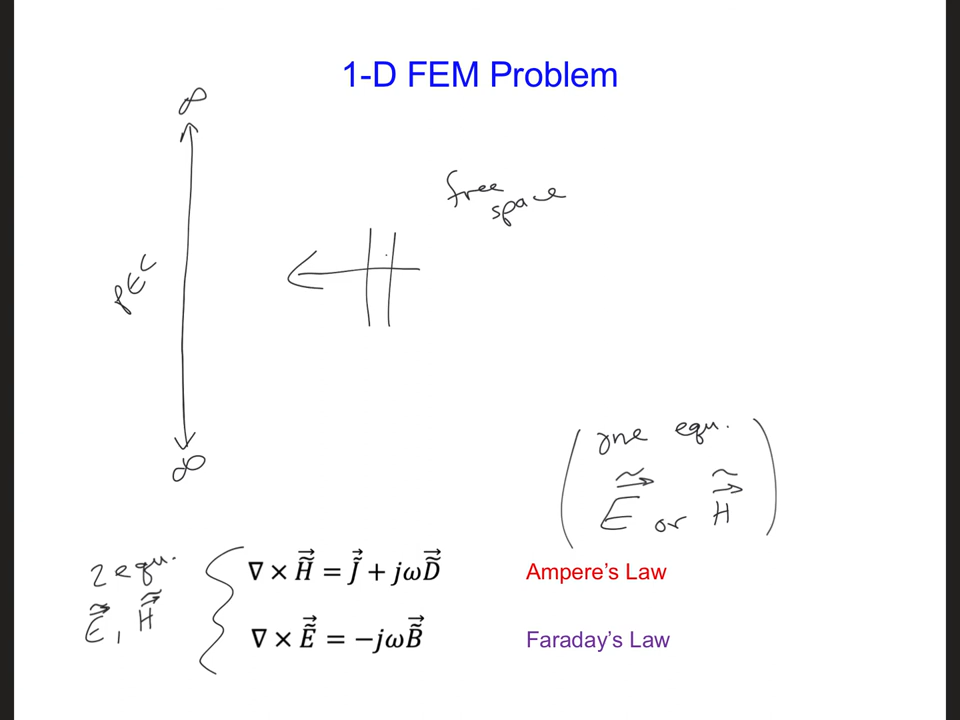 1-D FEM Problem
∞
free
space
PEC
∞
one equ.
E⃗̃ or H⃗̃
2 equ.
E⃗̃, H⃗̃
∇ × H⃗̃ = J⃗̃ + jωD⃗̃
Ampere's Law
∇ × E⃗̃ = −jωB⃗̃
Faraday's Law